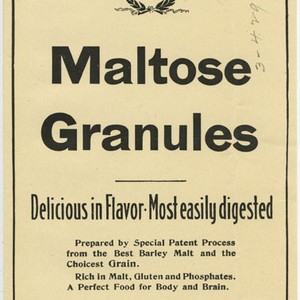 Maltose
Granules
Delicious in Flavor-Most easily digested
Prepared by Special Patent Process
from the Best Barley Malt and the
Choicest Grain.
Rich in Malt, Gluten and Phosphates.
A Perfect Food for Body and Brain.